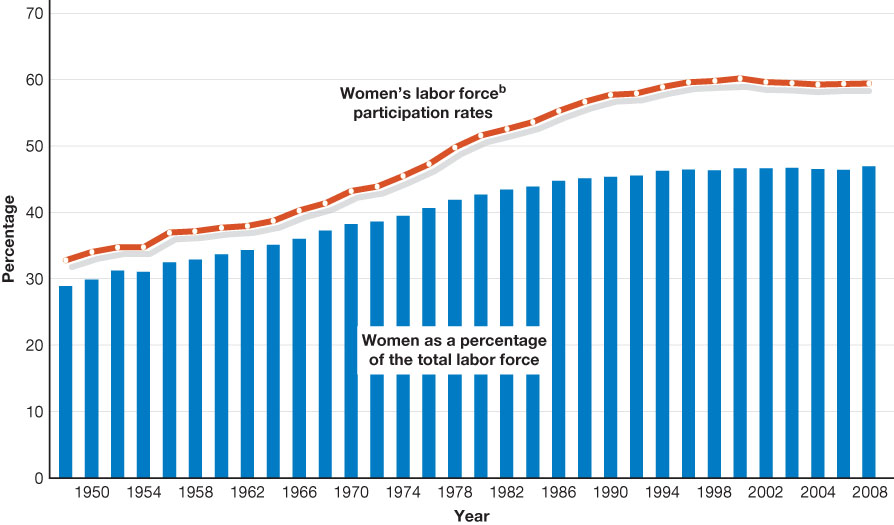 70
60
50
40
30
20
10
0
Percentage
Women's labor forceb
participation rates
Women as a percentage
of the total labor force
1950 1954 1958 1962 1966 1970 1974 1978 1982 1986 1990 1994 1998 2002 2004 2008
Year